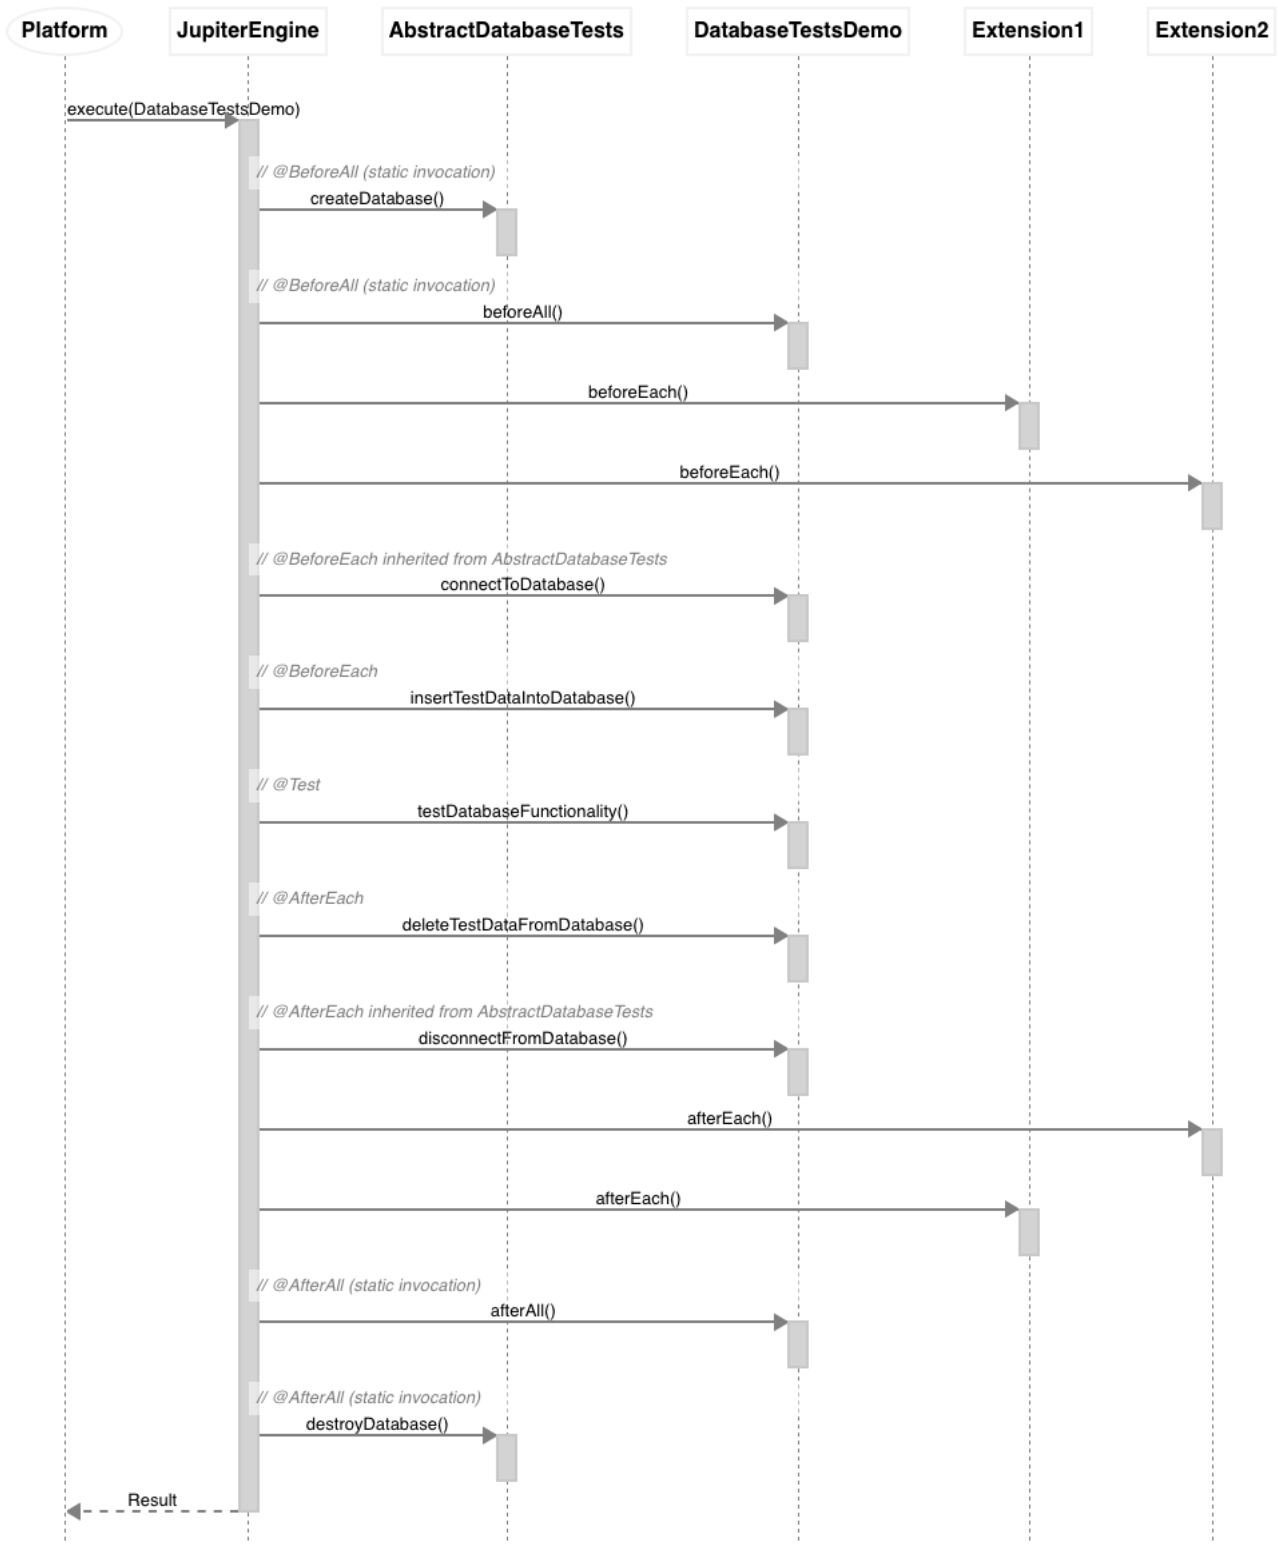 Platform JupiterEngine AbstractDatabaseTests DatabaseTestsDemo Extension1 Extension2
execute(DatabaseTestsDemo)
// @BeforeAll (static invocation)
createDatabase()
// @BeforeAll (static invocation)
beforeAll()
beforeEach()
beforeEach()
// @BeforeEach inherited from AbstractDatabaseTests
connectToDatabase()
// @BeforeEach
insertTestDataIntoDatabase()
// @Test
testDatabaseFunctionality()
// @AfterEach
deleteTestDataFromDatabase()
// @AfterEach inherited from AbstractDatabaseTests
disconnectFromDatabase()
afterEach()
afterEach()
// @AfterAll (static invocation)
afterAll()
// @AfterAll (static invocation)
destroyDatabase()
Result